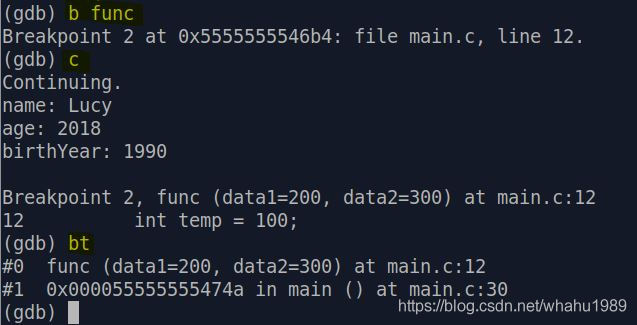 (gdb) b func
Breakpoint 2 at 0x5555555546b4: file main.c, line 12.
(gdb) c
Continuing.
name: Lucy
age: 2018
birthYear: 1990

Breakpoint 2, func (data1=200, data2=300) at main.c:12
12          int temp = 100;
(gdb) bt
#0  func (data1=200, data2=300) at main.c:12
#1  0x000055555555474a in main () at main.c:30
(gdb)
https://blog.csdn.net/whahu1989